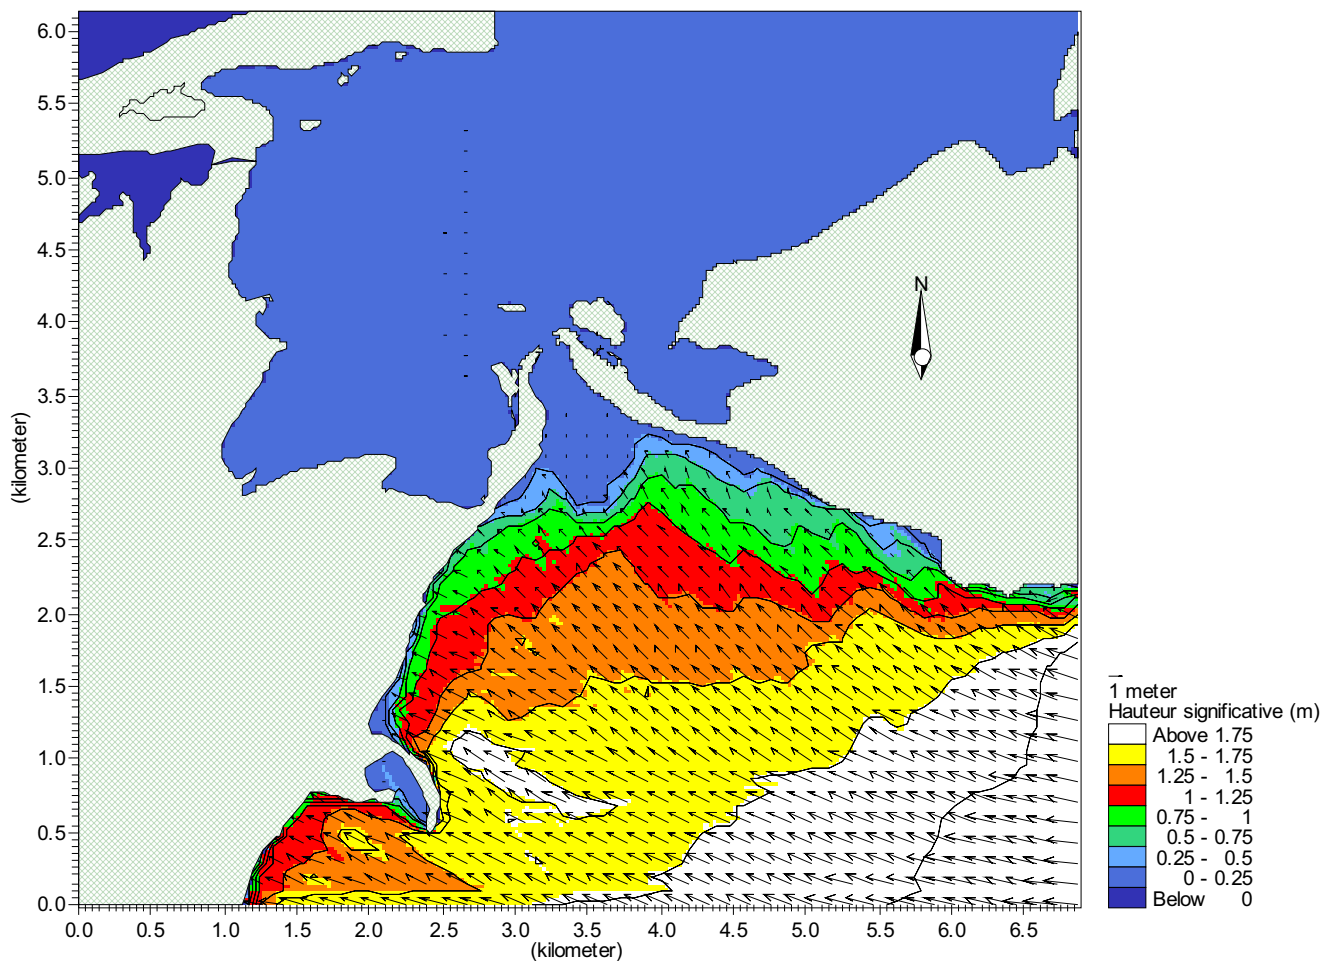 6.0
5.5
5.0
4.5
4.0
3.5
3.0
2.5
2.0
1.5
1.0
0.5
0.0
(kilometer)
N
0.0 0.5 1.0 1.5 2.0 2.5 3.0 3.5 4.0 4.5 5.0 5.5 6.0 6.5
(kilometer)
1 meter
Hauteur significative (m)
Above 1.75
1.5 - 1.75
1.25 - 1.5
1 - 1.25
0.75 - 1
0.5 - 0.75
0.25 - 0.5
0 - 0.25
Below 0